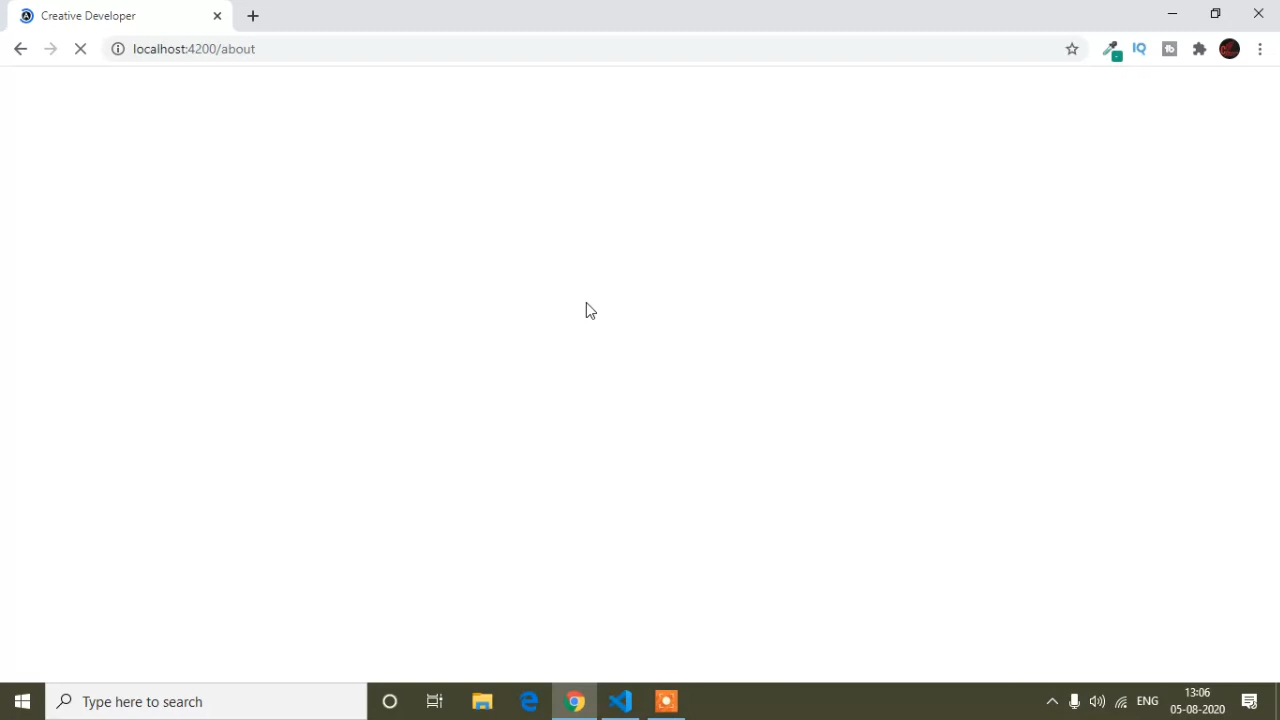 Creative Developer
localhost:4200/about
IQ
Type here to search
ENG
13:06
05-08-2020